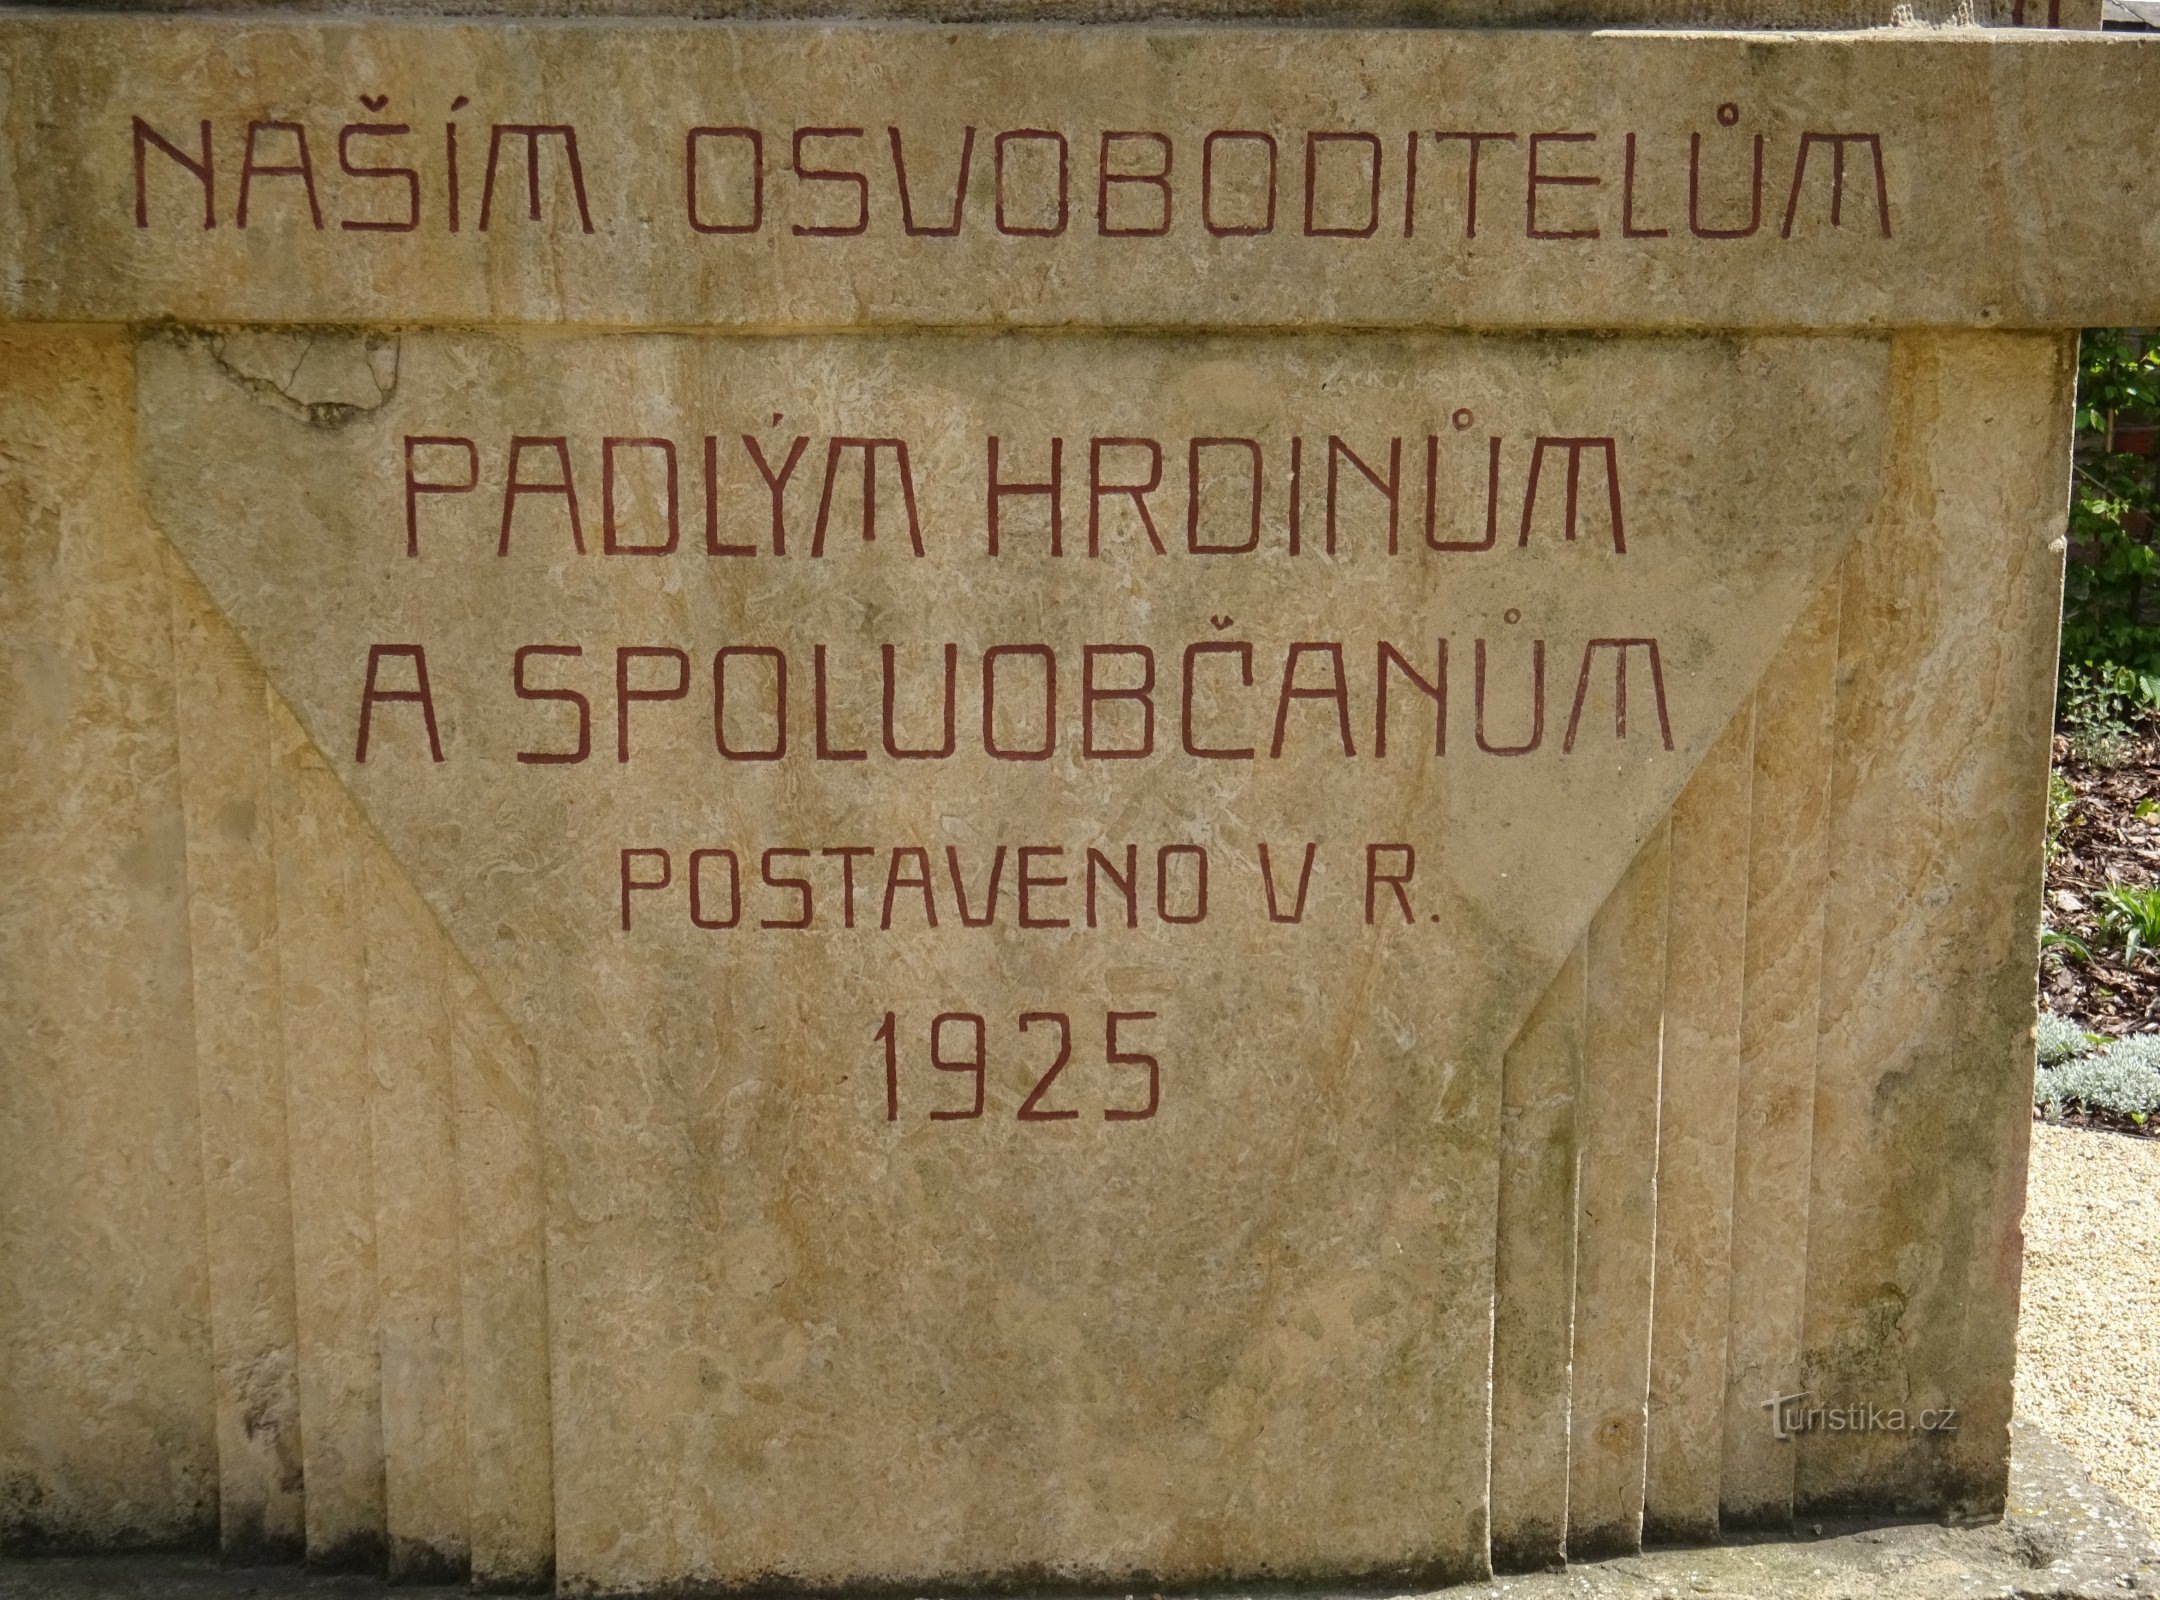 NAŠÍM OSVOBODITELŮM
PADLÝM HRDINŮM
A SPOLUOBČANŮM
POSTAVENO V R.
1925
Turistika.cz